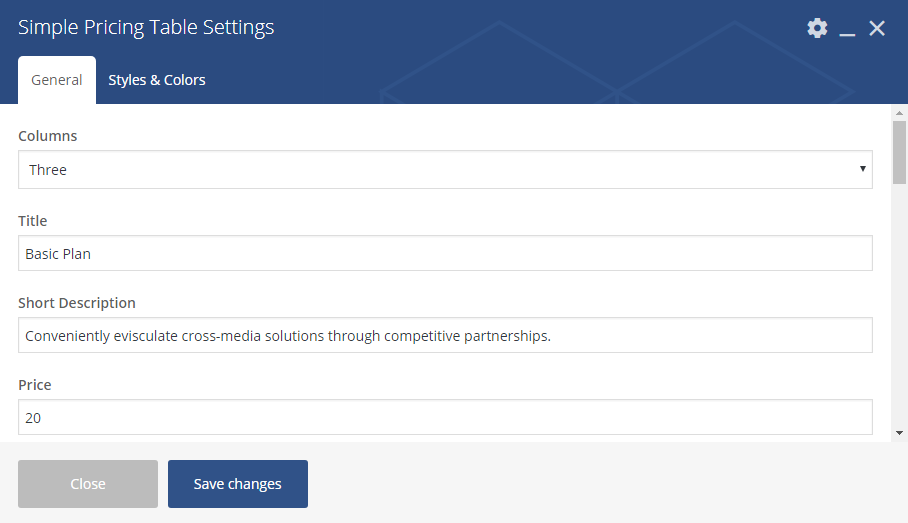 Simple Pricing Table Settings
General
Styles & Colors
Columns
Three
Title
Basic Plan
Short Description
Conveniently evisculate cross-media solutions through competitive partnerships.
Price
20
Close
Save changes